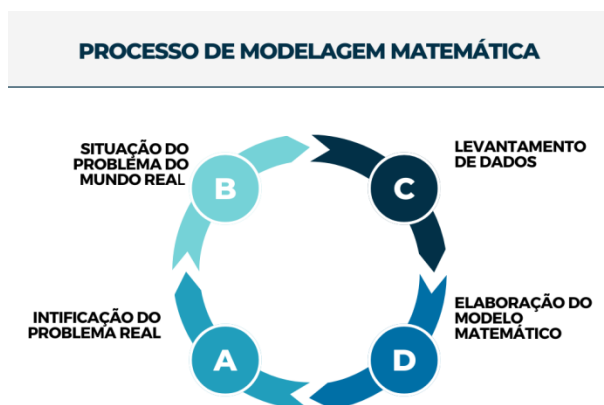 PROCESSO DE MODELAGEM MATEMÁTICA
SITUAÇÃO DO
PROBLEMA DO
MUNDO REAL
B
C
LEVANTAMENTO
DE DADOS
INTIFICAÇÃO DO
PROBLEMA REAL
A
D
ELABORAÇÃO DO
MODELO
MATEMÁTICO